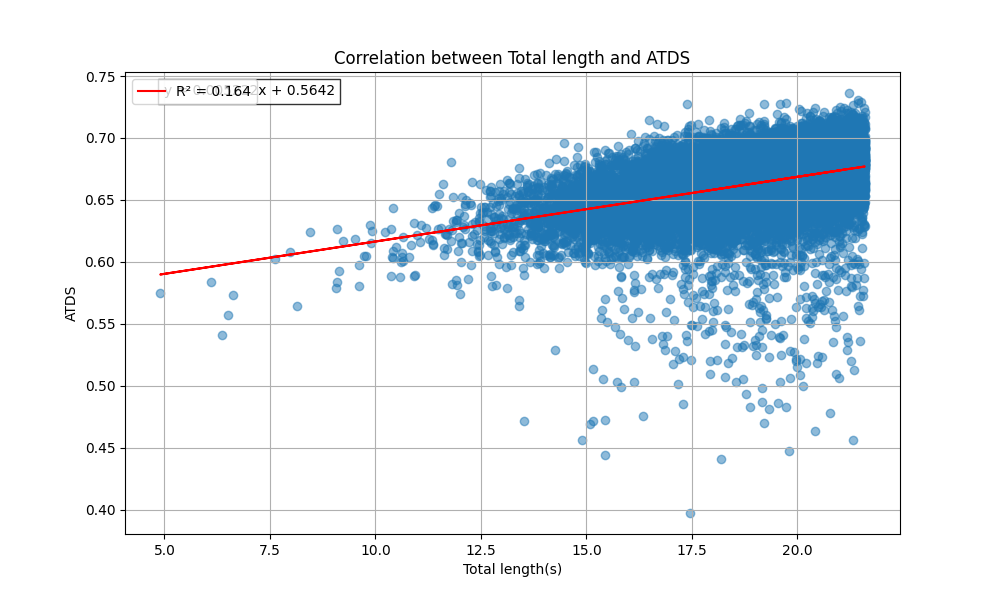 Correlation between Total length and ATDS
R² = 0.164
x + 0.5642
ATDS
0.75
0.70
0.65
0.60
0.55
0.50
0.45
0.40
5.0 7.5 10.0 12.5 15.0 17.5 20.0
Total length(s)